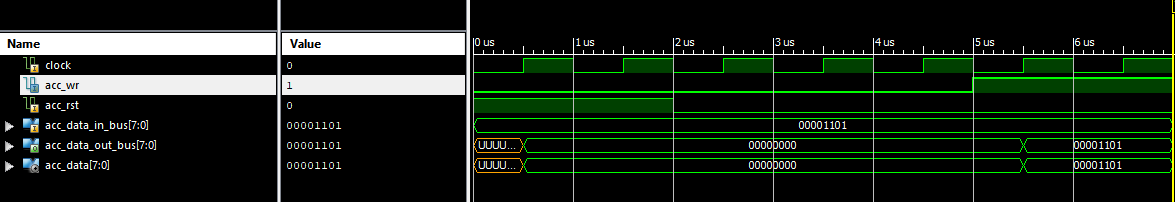 Name Value 0 us 1 us 2 us 3 us 4 us 5 us 6 us
clock 0
acc_wr 1
acc_rst 0
acc_data_in_bus[7:0] 00001101 00001101
acc_data_out_bus[7:0] 00001101 UUUU... 00000000 00001101
acc_data[7:0] 00001101 UUUU... 00000000 00001101